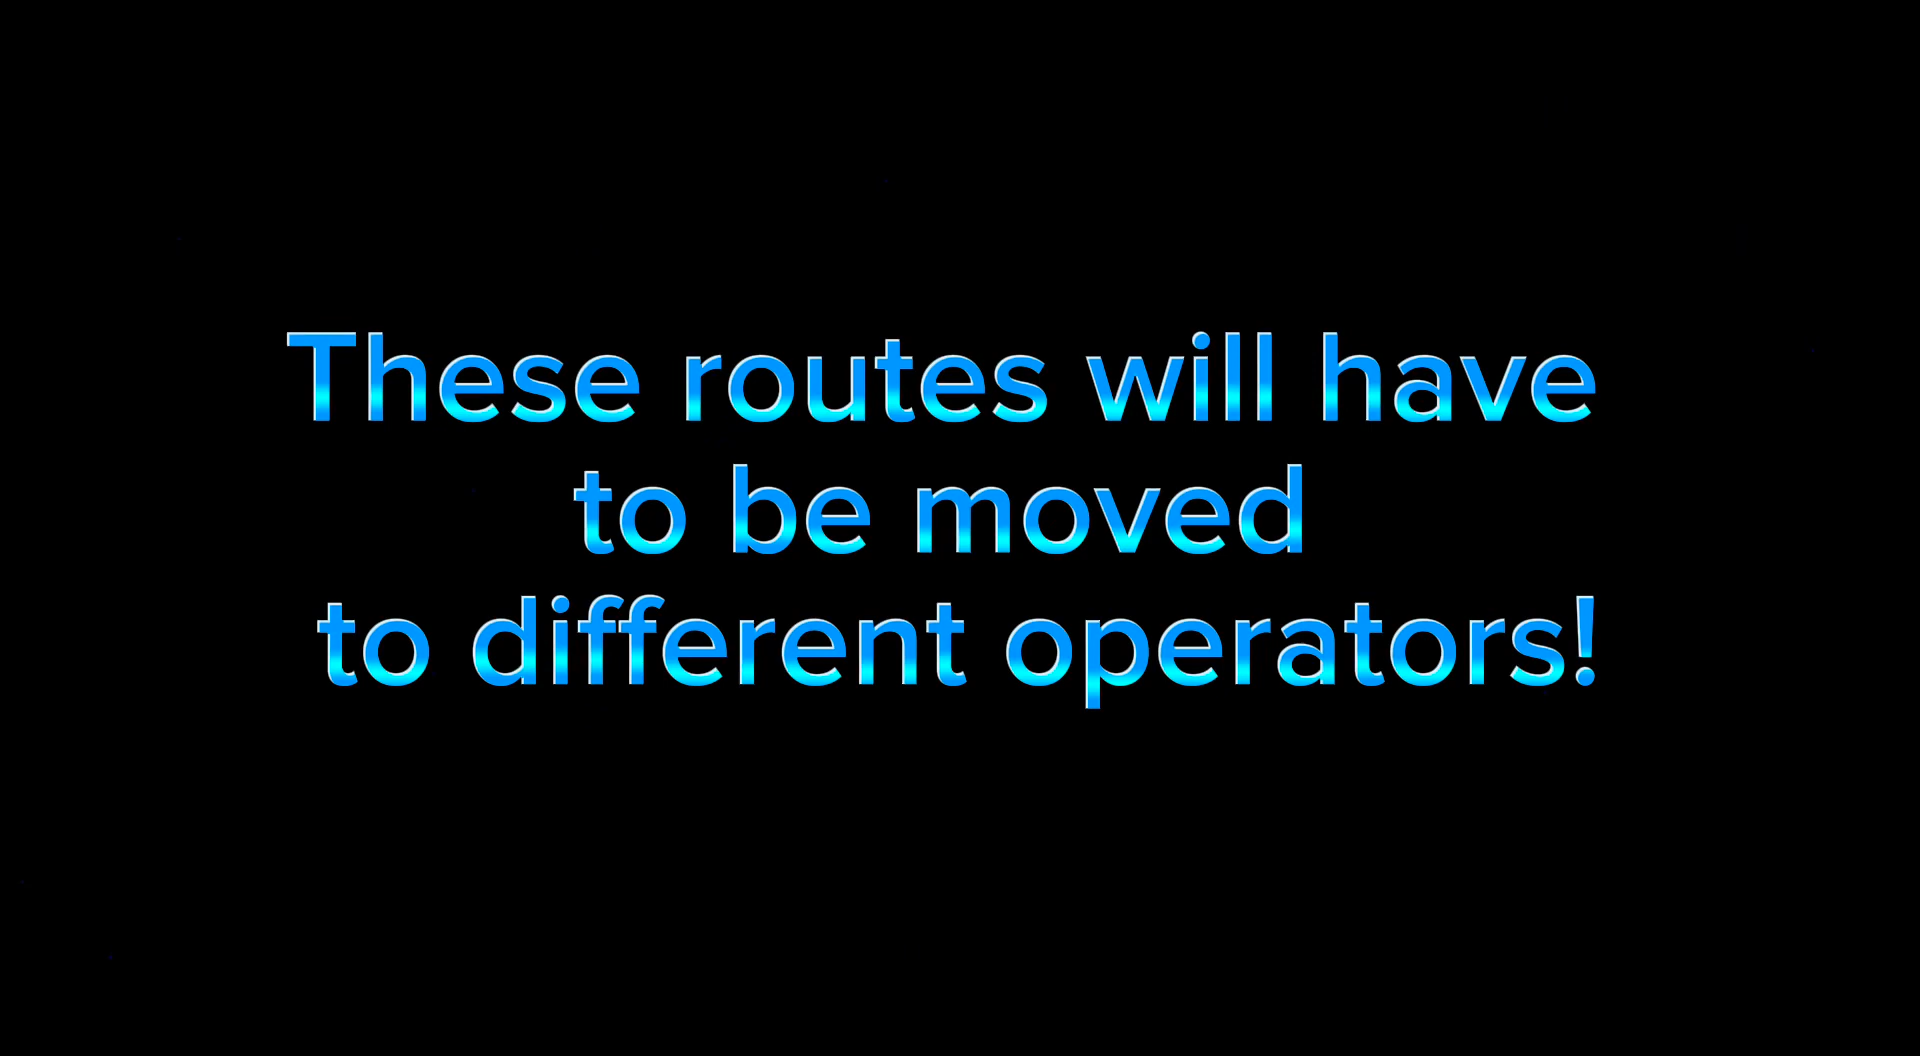 These routes will have
to be moved
to different operators!